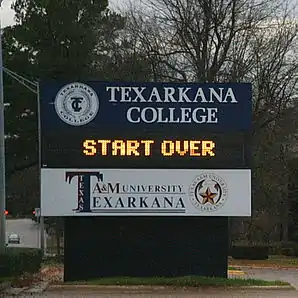 TEXARKANA
COLLEGE
START OVER
TEXAS
A&M UNIVERSITY
TEXARKANA